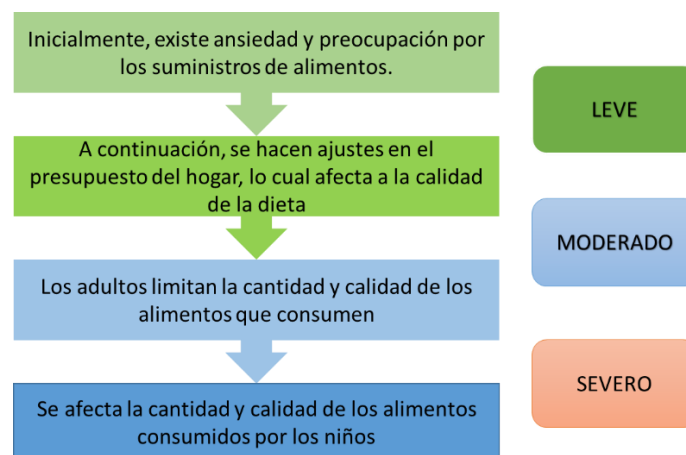 Inicialmente, existe ansiedad y preocupación por
los suministros de alimentos.
A continuación, se hacen ajustes en el
presupuesto del hogar, lo cual afecta a la calidad
de la dieta
Los adultos limitan la cantidad y calidad de los
alimentos que consumen
Se afecta la cantidad y calidad de los alimentos
consumidos por los niños
LEVE
MODERADO
SEVERO